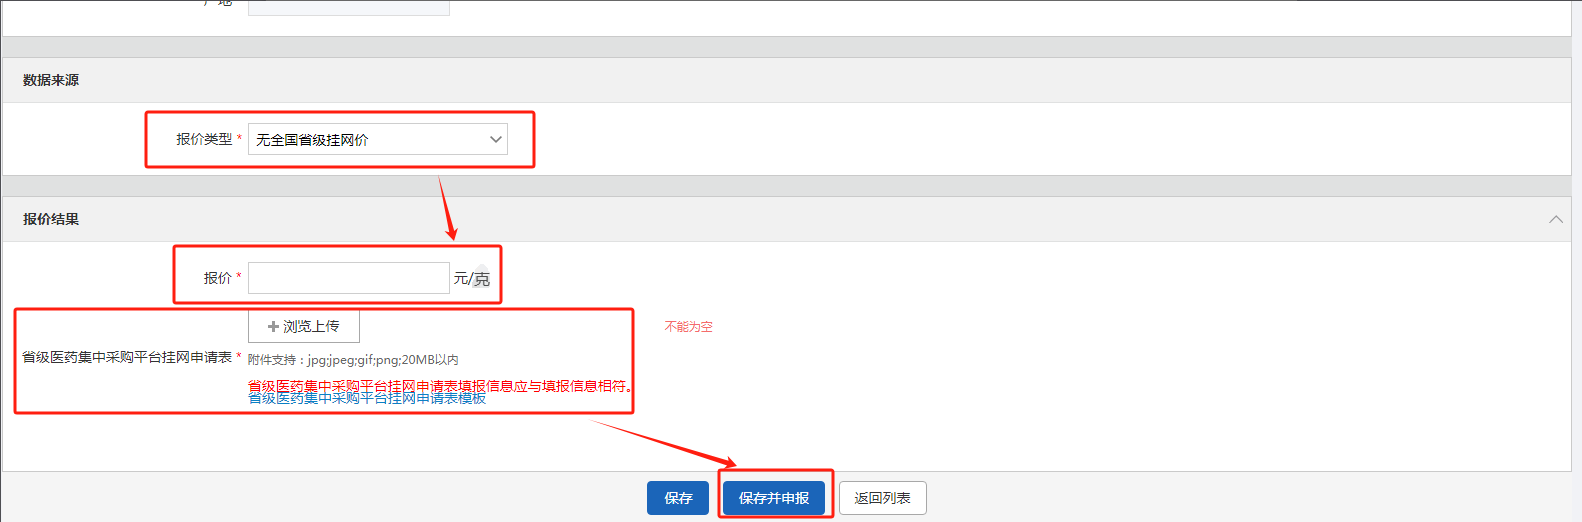 产地
数据来源
报价类型 * 无全国省级挂网价
报价结果
报价 * 元/克
浏览上传
不能为空
省级医药集中采购平台挂网申请表 * 附件支持：jpg;jpeg;gif;png;20MB以内
省级医药集中采购平台挂网申请表填报信息应与填报信息相符。
省级医药集中采购平台挂网申请表模板
保存 保存并申报 返回列表